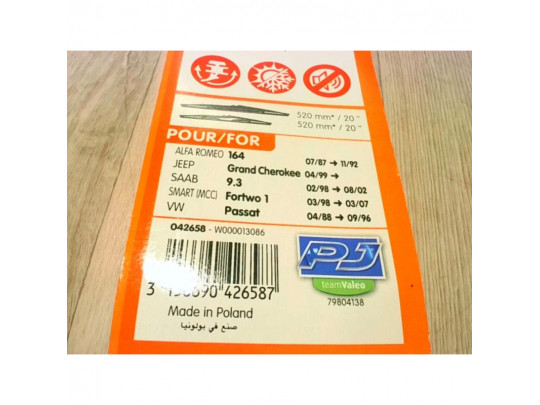 520 mm* / 20"
520 mm* / 20"
POUR/FOR
ALFA ROMEO 164 07/87 → 11/92
JEEP Grand Cherokee 04/99 →
SAAB 9.3 02/98 → 08/02
SMART (MCC) Fortwo 1 03/98 → 03/07
VW Passat 04/88 → 09/96
042658 - W000013086
PJ
teamValeo
79804138
426587
Made in Poland
صنع في بولونيا